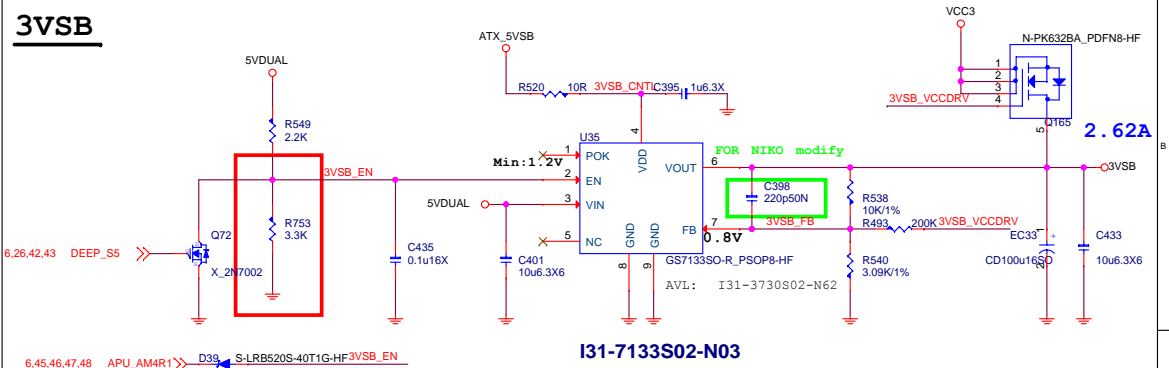 3VSB
VCC3
N-PK632BA_PDFN8-HF
1
2
3
4
3VSB_VCCDRV
Q165
5
2.62A
B
ATX_5VSB
R520
10R
3VSB_CNTL
C395
1u6.3X
5VDUAL
R549
2.2K
3VSB_EN
R753
3.3K
Q72
X_2N7002
6,26,42,43 DEEP_S5
C435
0.1u16X
Min:1.2V
5VDUAL
C401
10u6.3X6
U35
4
1 POK
VDD
2 EN
3 VIN
5 NC
VOUT 6
FB 7
GND
GND
8
9
0.8V
GS7133SO-R_PSOP8-HF
AVL: I31-3730S02-N62
FOR NIKO modify
C398
220p50N
3VSB_FB
R538
10K/1%
R493
200K
3VSB_VCCDRV
R540
3.09K/1%
3VSB
EC33
+
1
2
CD100u16SO
C433
10u6.3X6
I31-7133S02-N03
6,45,46,47,48 APU_AM4R1
D39
S-LRB520S-40T1G-HF
3VSB_EN